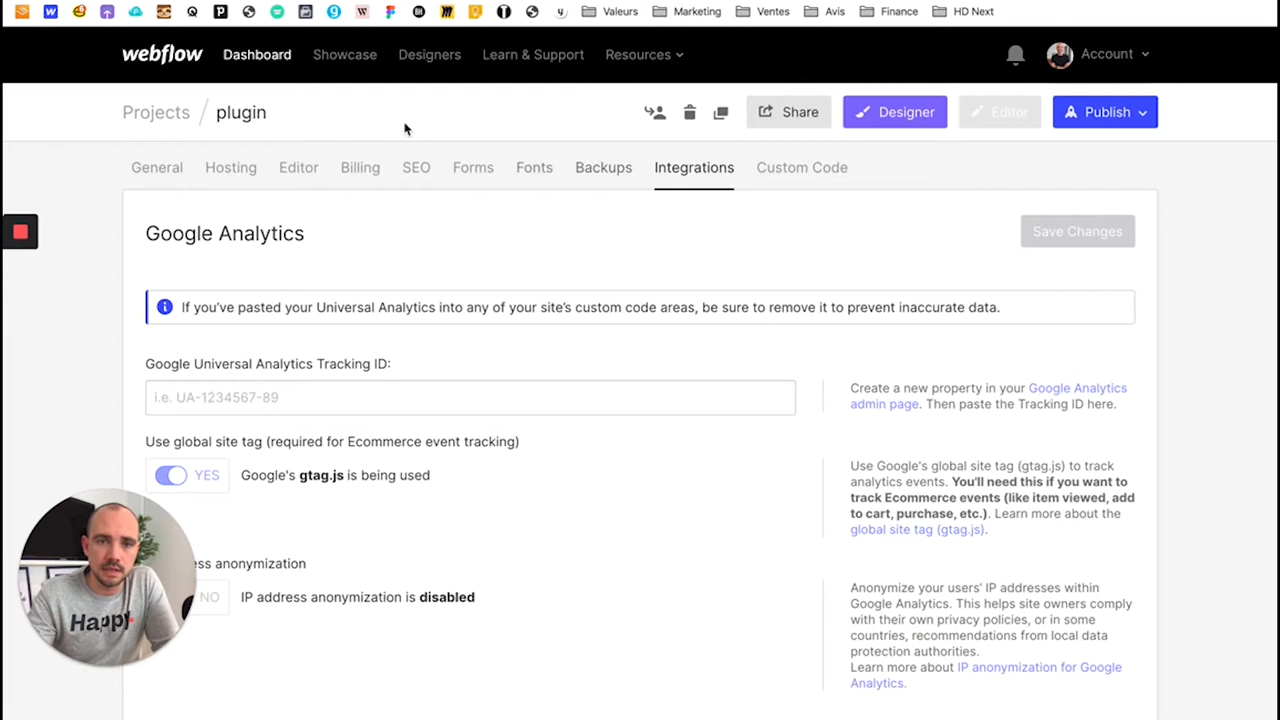 Valeurs Marketing Ventes Avis Finance HD Next
webflow Dashboard Showcase Designers Learn & Support Resources Account
Projects / plugin Share Designer Editor Publish
General Hosting Editor Billing SEO Forms Fonts Backups Integrations Custom Code
Google Analytics Save Changes
If you've pasted your Universal Analytics into any of your site's custom code areas, be sure to remove it to prevent inaccurate data.
Google Universal Analytics Tracking ID:
i.e. UA-1234567-89
Create a new property in your Google Analytics
admin page. Then paste the Tracking ID here.
Use global site tag (required for Ecommerce event tracking)
YES Google's gtag.js is being used
Use Google's global site tag (gtag.js) to track
analytics events. You'll need this if you want to
track Ecommerce events (like item viewed, add
to cart, purchase, etc.). Learn more about the
global site tag (gtag.js).
ss anonymization
NO IP address anonymization is disabled
Anonymize your users' IP addresses within
Google Analytics. This helps site owners comply
with their own privacy policies, or in some
countries, recommendations from local data
protection authorities.
Learn more about IP anonymization for Google
Analytics.
Happy